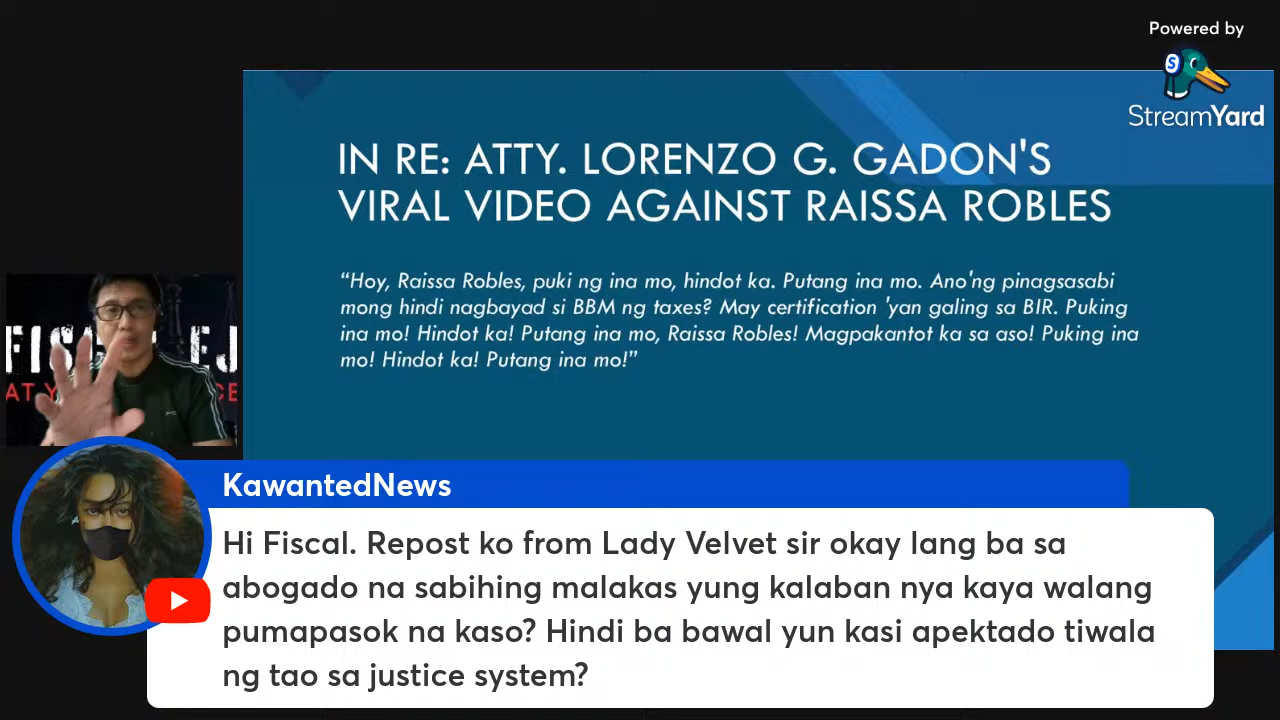 Powered by
StreamYard
IN RE: ATTY. LORENZO G. GADON'S
VIRAL VIDEO AGAINST RAISSA ROBLES
“Hoy, Raissa Robles, puki ng ina mo, hindot ka. Putang ina mo. Ano'ng pinagsasabi
mong hindi nagbayad si BBM ng taxes? May certification 'yan galing sa BIR. Puking
ina mo! Hindot ka! Putang ina mo, Raissa Robles! Magpakantot ka sa aso! Puking ina
mo! Hindot ka! Putang ina mo!”
KawantedNews
Hi Fiscal. Repost ko from Lady Velvet sir okay lang ba sa
abogado na sabihing malakas yung kalaban nya kaya walang
pumapasok na kaso? Hindi ba bawal yun kasi apektado tiwala
ng tao sa justice system?